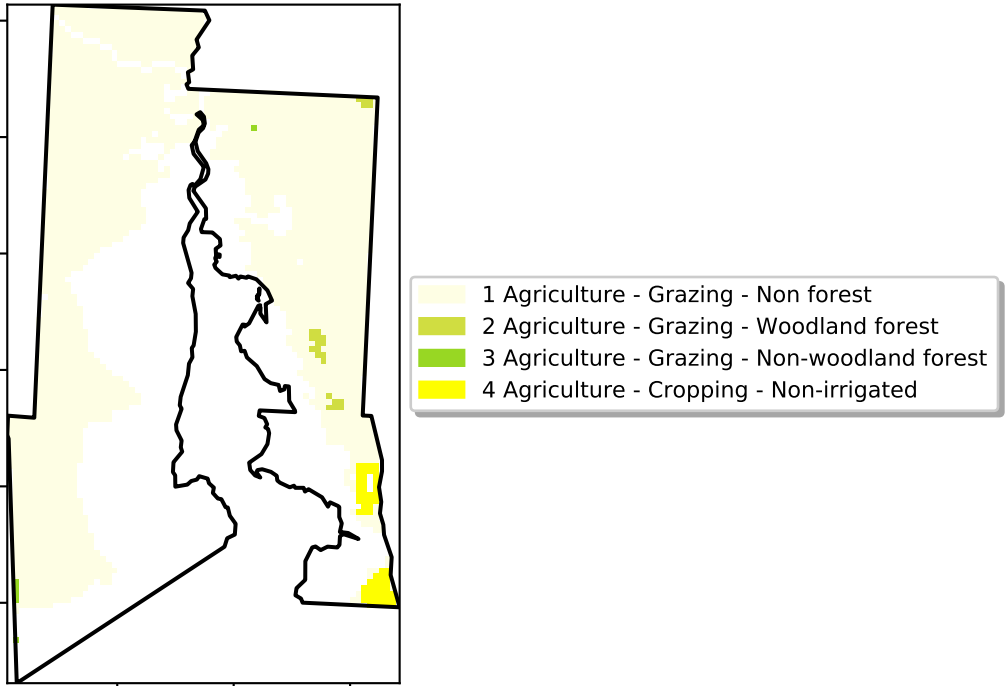 1 Agriculture - Grazing - Non forest
2 Agriculture - Grazing - Woodland forest
3 Agriculture - Grazing - Non-woodland forest
4 Agriculture - Cropping - Non-irrigated